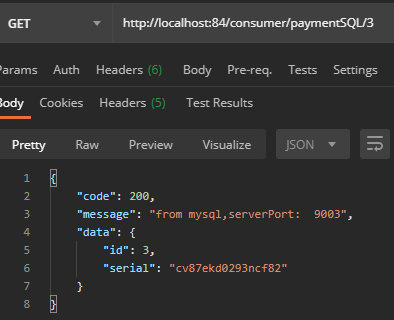 GET http://localhost:84/consumer/paymentSQL/3
Params Auth Headers (6) Body Pre-req. Tests Settings
Body Cookies Headers (5) Test Results
Pretty Raw Preview Visualize JSON
1 {
2 "code": 200,
3 "message": "from mysql,serverPort:  9003",
4 "data": {
5 "id": 3,
6 "serial": "cv87ekd0293ncf82"
7 }
8 }